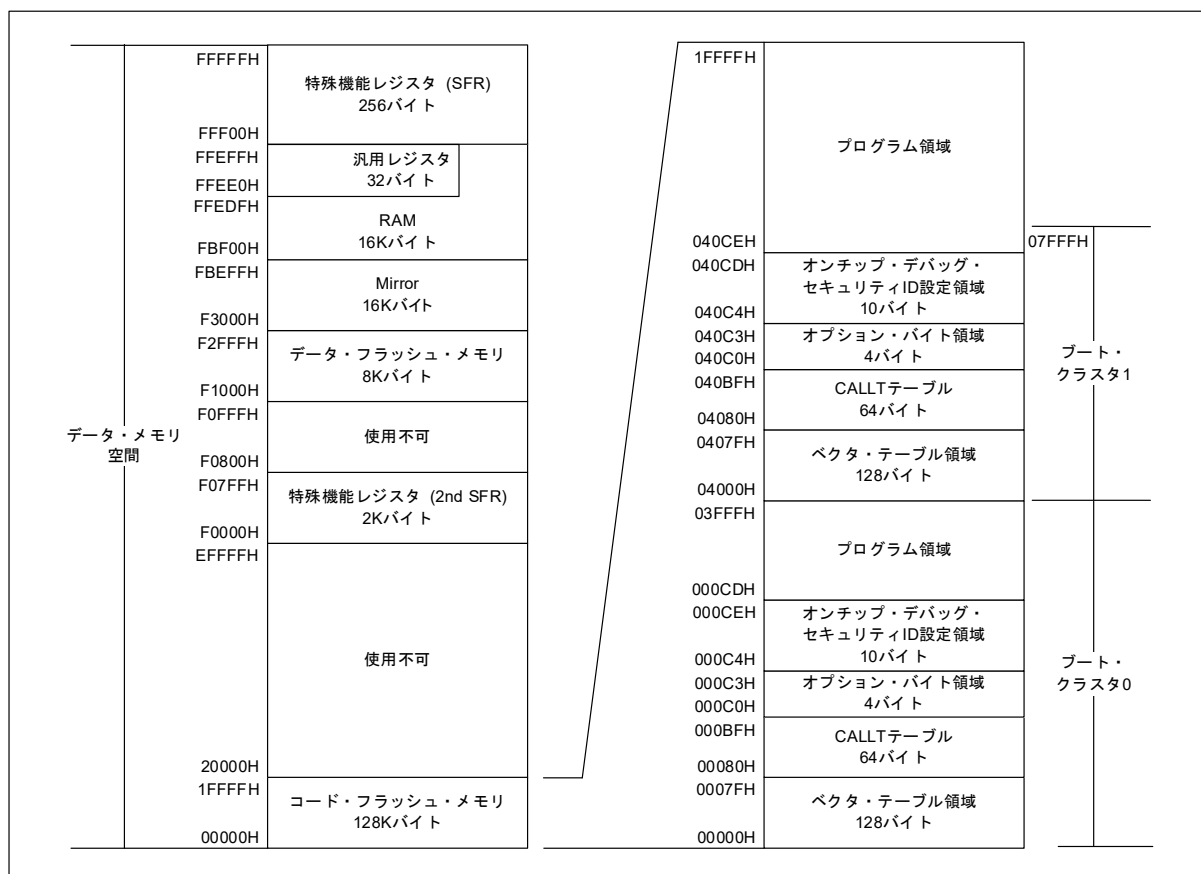 FFFFFH
特殊機能レジスタ (SFR)
256バイト
FFF00H
FFEFFH
汎用レジスタ
32バイト
FFEE0H
FFEDFH
RAM
16Kバイト
FBF00H
FBEFFH
Mirror
16Kバイト
F3000H
F2FFFH
データ・フラッシュ・メモリ
8Kバイト
F1000H
F0FFFH
使用不可
F0800H
F07FFH
特殊機能レジスタ (2nd SFR)
2Kバイト
F0000H
EFFFFH
使用不可
20000H
1FFFFH
コード・フラッシュ・メモリ
128Kバイト
00000H
データ・メモリ
空間
1FFFFH
プログラム領域
040CEH
040CDH
オンチップ・デバッグ・
セキュリティID設定領域
10バイト
040C4H
040C3H
オプション・バイト領域
4バイト
040C0H
040BFH
CALLTテーブル
64バイト
04080H
0407FH
ベクタ・テーブル領域
128バイト
04000H
03FFFH
プログラム領域
000CDH
000CEH
オンチップ・デバッグ・
セキュリティID設定領域
10バイト
000C4H
000C3H
オプション・バイト領域
4バイト
000C0H
000BFH
CALLTテーブル
64バイト
00080H
0007FH
ベクタ・テーブル領域
128バイト
00000H
07FFFH
ブート・
クラスタ1
ブート・
クラスタ0